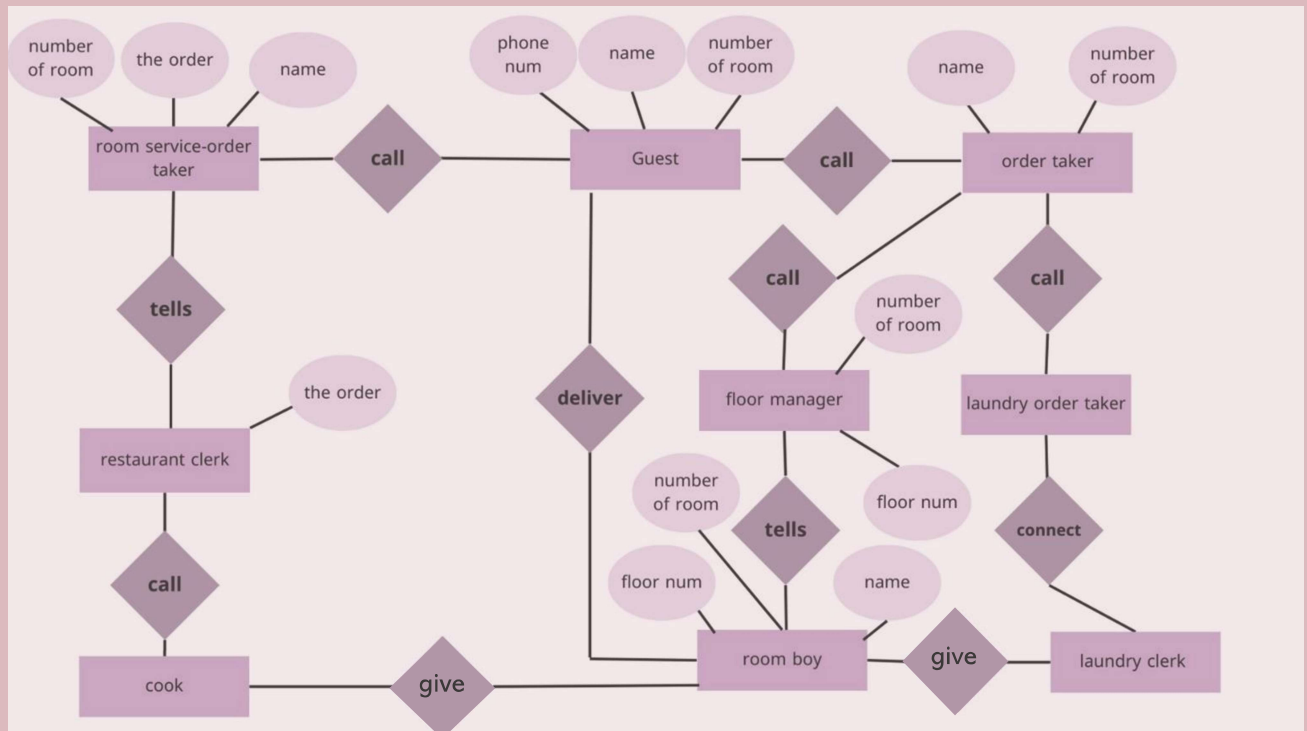 number
of room
the order
name
phone
num
name
number
of room
name
number
of room
room service-order
taker
call
Guest
call
order taker
call
call
tells
number
of room
the order
deliver
floor manager
laundry order taker
restaurant clerk
number
of room
floor num
tells
connect
call
floor num
name
room boy
give
laundry clerk
cook
give